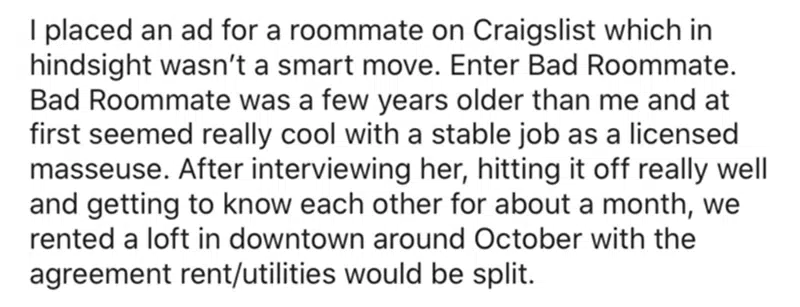 I placed an ad for a roommate on Craigslist which in
hindsight wasn’t a smart move. Enter Bad Roommate.
Bad Roommate was a few years older than me and at
first seemed really cool with a stable job as a licensed
masseuse. After interviewing her, hitting it off really well
and getting to know each other for about a month, we
rented a loft in downtown around October with the
agreement rent/utilities would be split.